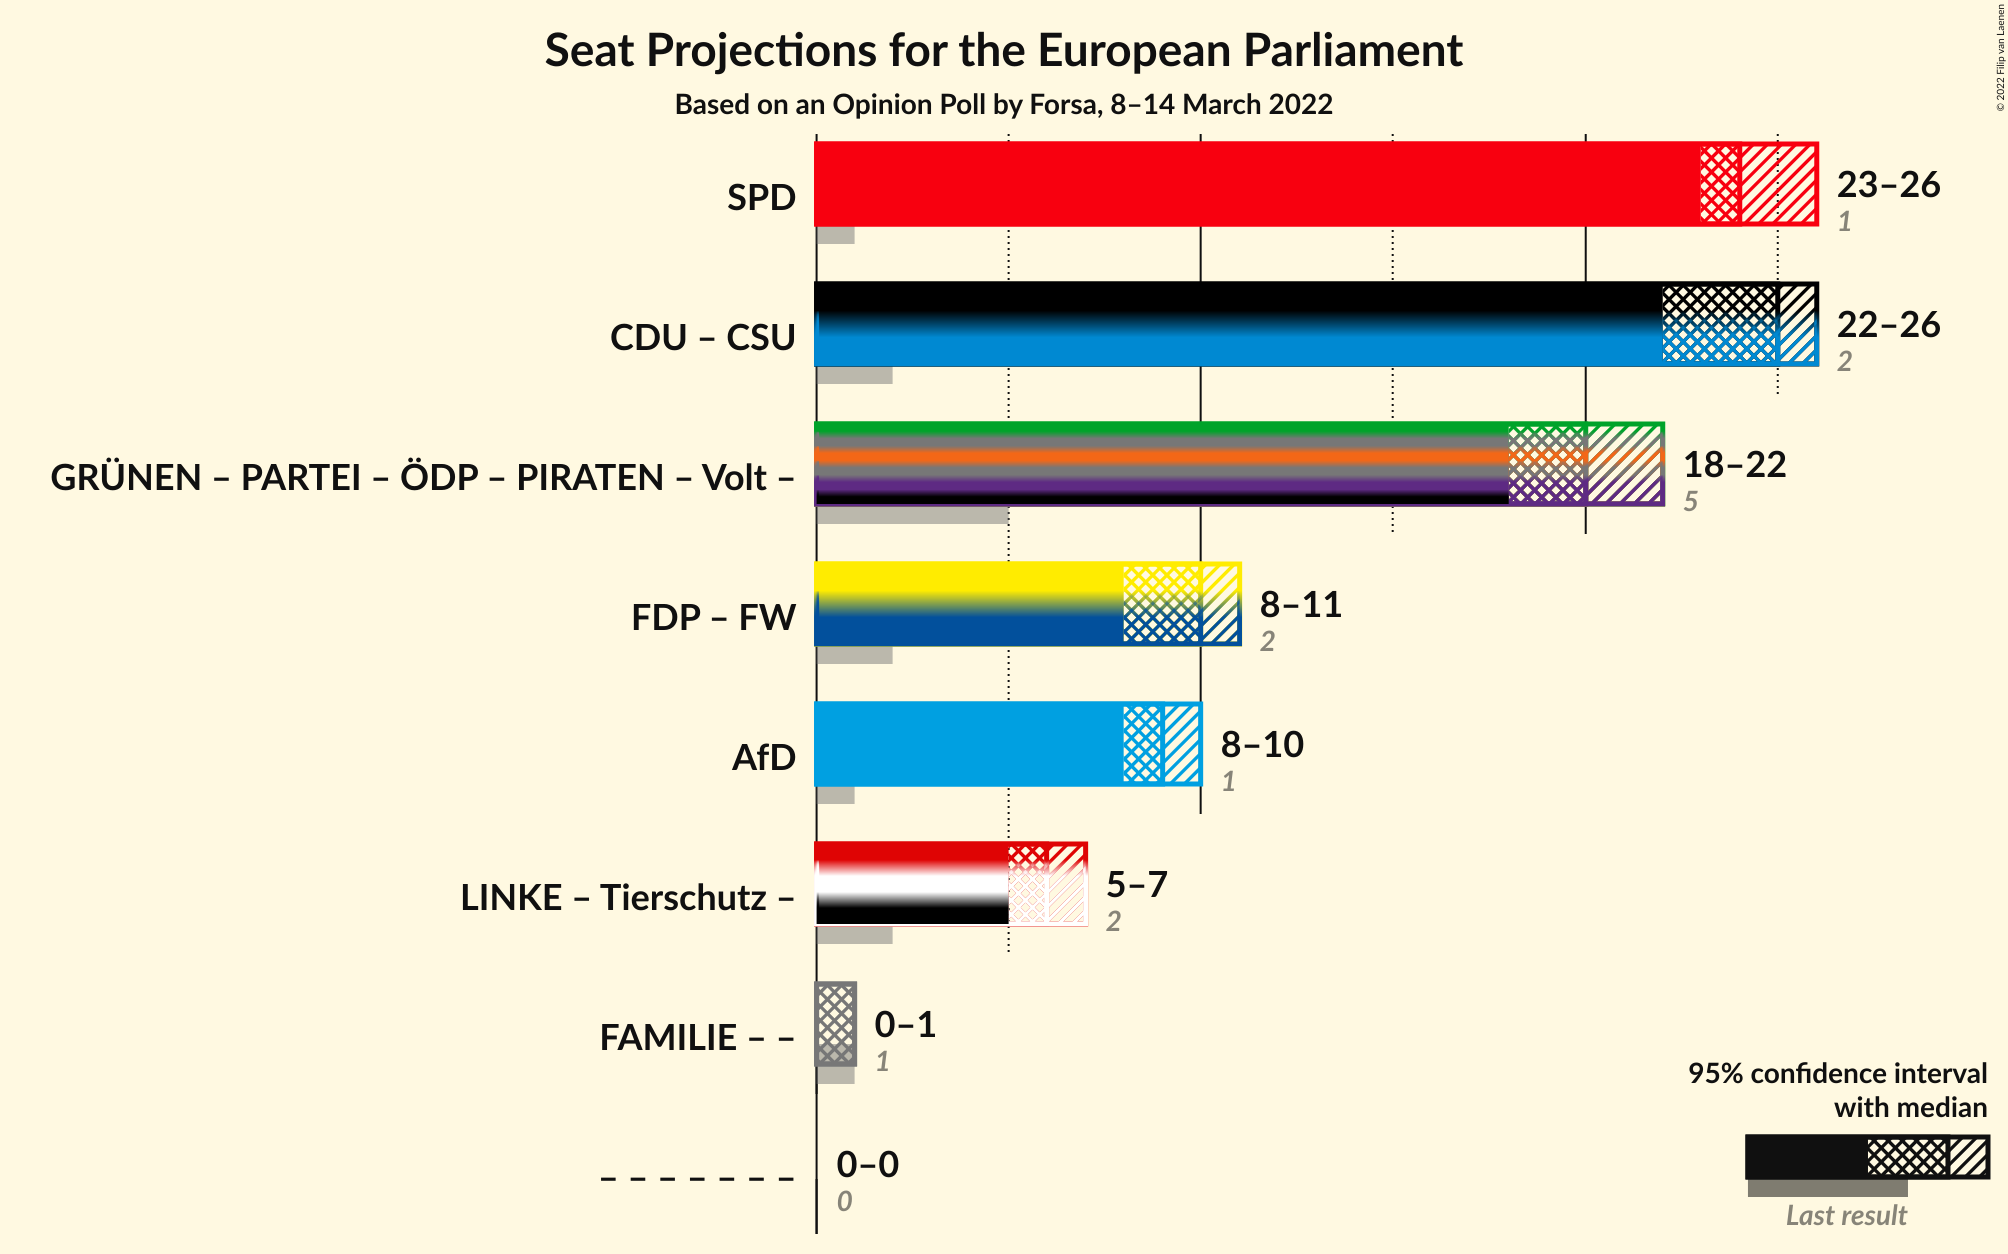 Seat Projections for the European Parliament
Based on an Opinion Poll by Forsa, 8–14 March 2022
© 2022 Filip van Laenen
SPD
23–26
1
CDU – CSU
22–26
2
GRÜNEN – PARTEI – ÖDP – PIRATEN – Volt –
18–22
5
FDP – FW
8–11
2
AfD
8–10
1
LINKE – Tierschutz –
5–7
2
FAMILIE – –
0–1
1
– – – – – – –
0–0
0
95% confidence interval
with median
Last result